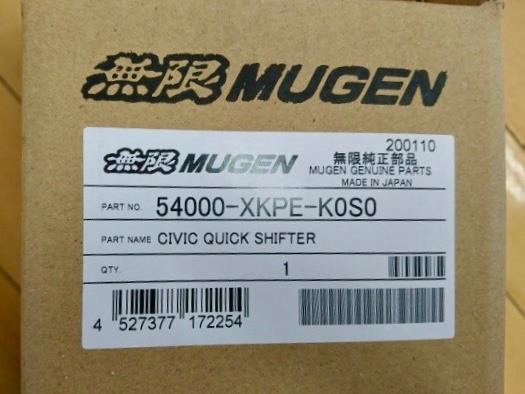 無限 MUGEN
200110
無限 MUGEN 無限純正部品
MUGEN GENUINE PARTS
MADE IN JAPAN
PART NO. 54000-XKPE-K0S0
PART NAME CIVIC QUICK SHIFTER
QTY. 1
4 527377 172254